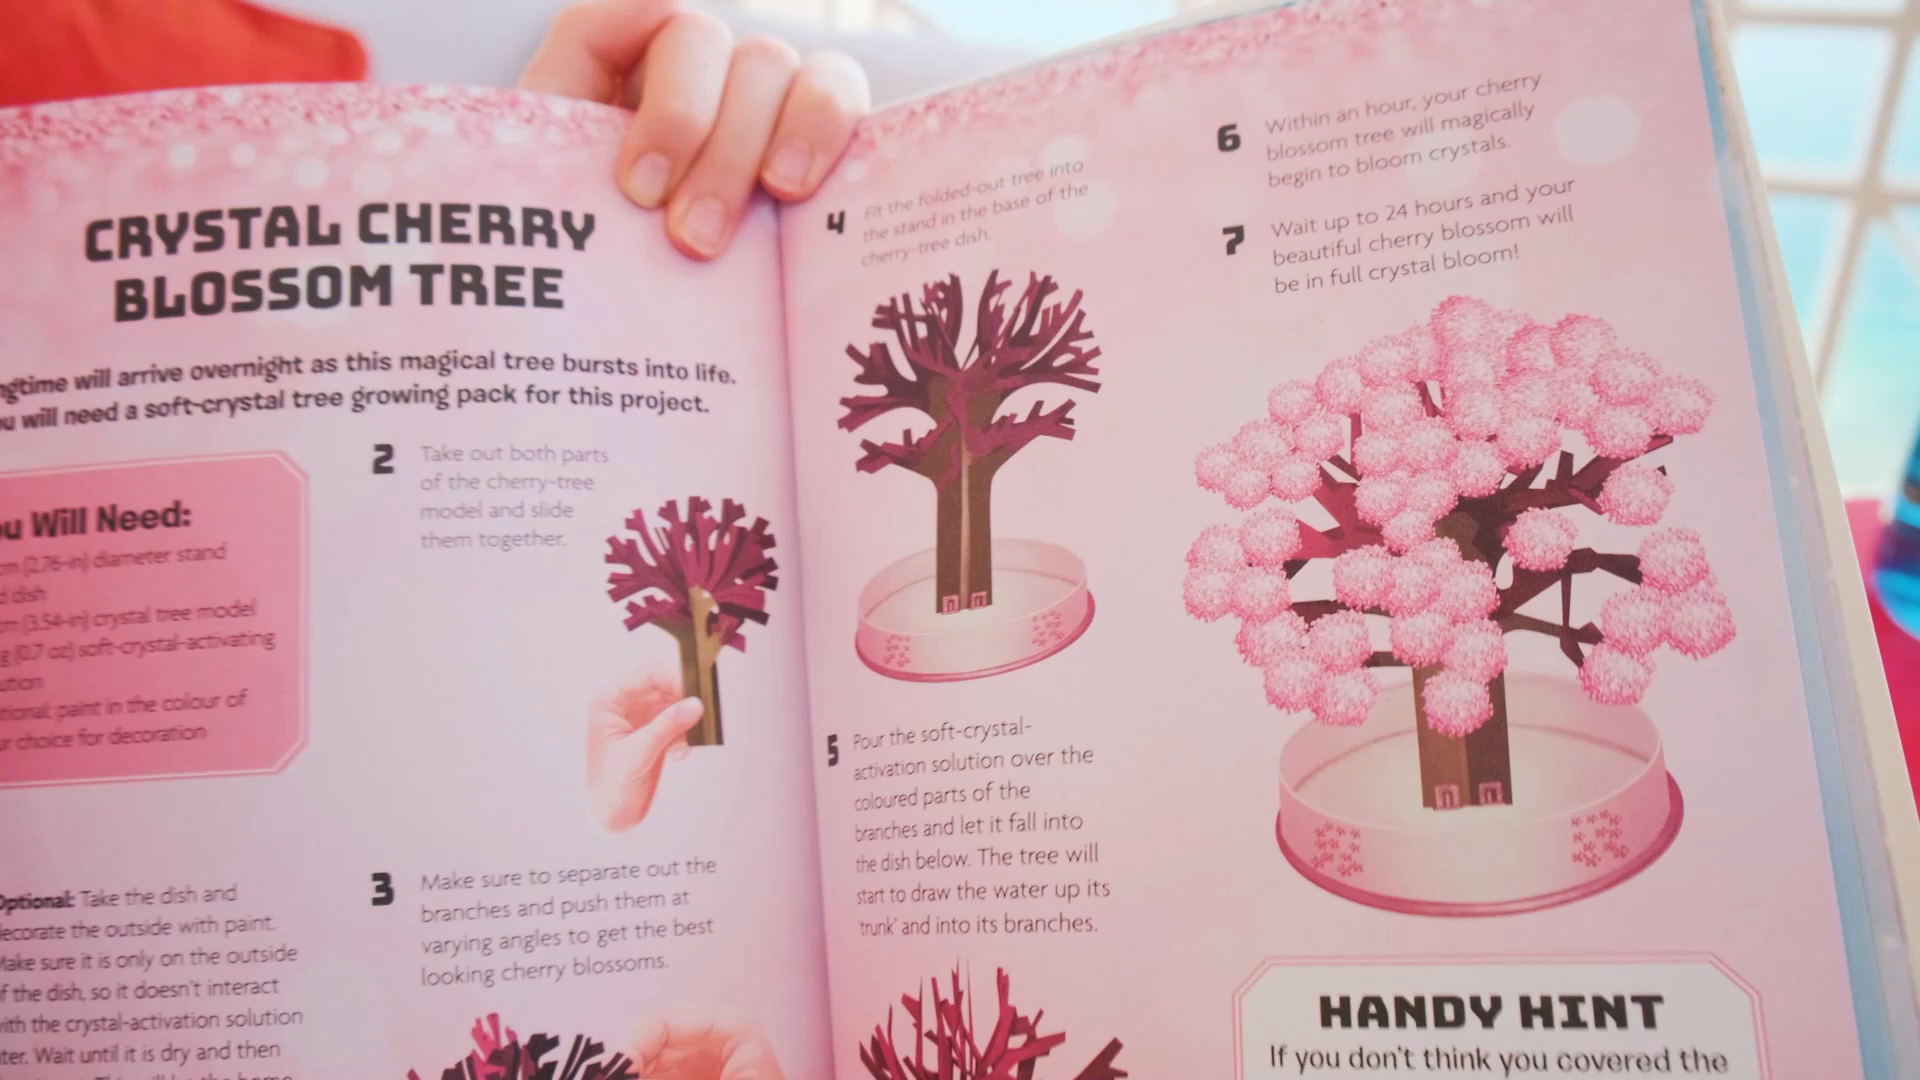 CRYSTAL CHERRY
BLOSSOM TREE
will arrive overnight as this magical tree bursts into life.
will need a soft-crystal tree growing pack for this project.
Will Need:
(2.76-in) diameter stand
dish
(3.54-in) crystal tree model
(0.7 oz) soft-crystal-activating
paint in the colour of
choice for decoration
Optional: Take the dish and
decorate the outside with paint.
Make sure it is only on the outside
of the dish, so it doesn't interact
with the crystal-activation solution
Wait until it is dry and then
2
Take out both parts
of the cherry-tree
model and slide
them together.
3
Make sure to separate out the
branches and push them at
varying angles to get the best
looking cherry blossoms.
4
Fit the folded-out tree into
the stand in the base of the
cherry-tree dish.
5
Pour the soft-crystal-
activation solution over the
coloured parts of the
branches and let it fall into
the dish below. The tree will
start to draw the water up its
'trunk' and into its branches.
6
Within an hour, your cherry
blossom tree will magically
begin to bloom crystals.
7
Wait up to 24 hours and your
beautiful cherry blossom will
be in full crystal bloom!
HANDY HINT
If you don't think you covered the